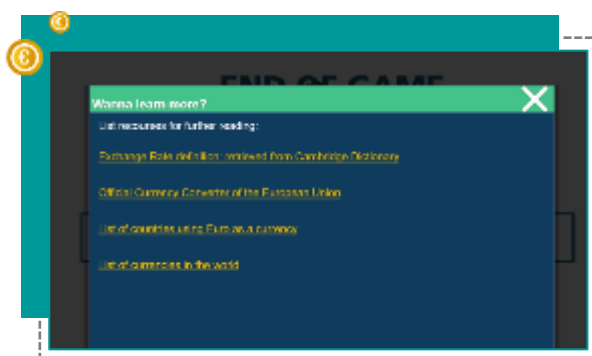 END OF GAME
Wanna learn more?
List recourses for further reading:
Exchange Rate definition: retrieved from Cambridge Dictionary
Official Currency Converter of the European Union
List of countries using Euro as a currency
List of currencies in the world